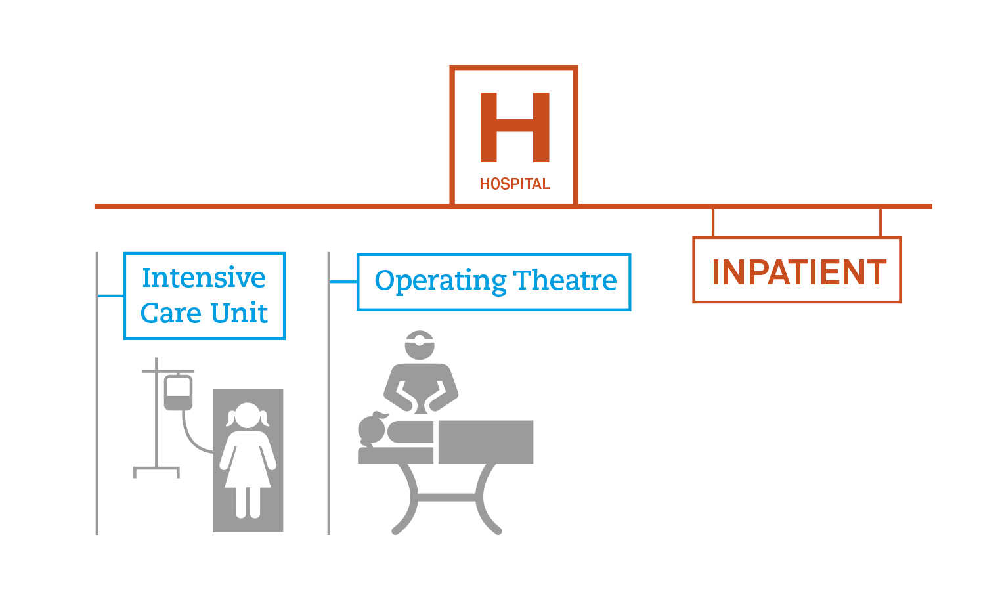 H
HOSPITAL
INPATIENT
Intensive
Care Unit
Operating Theatre